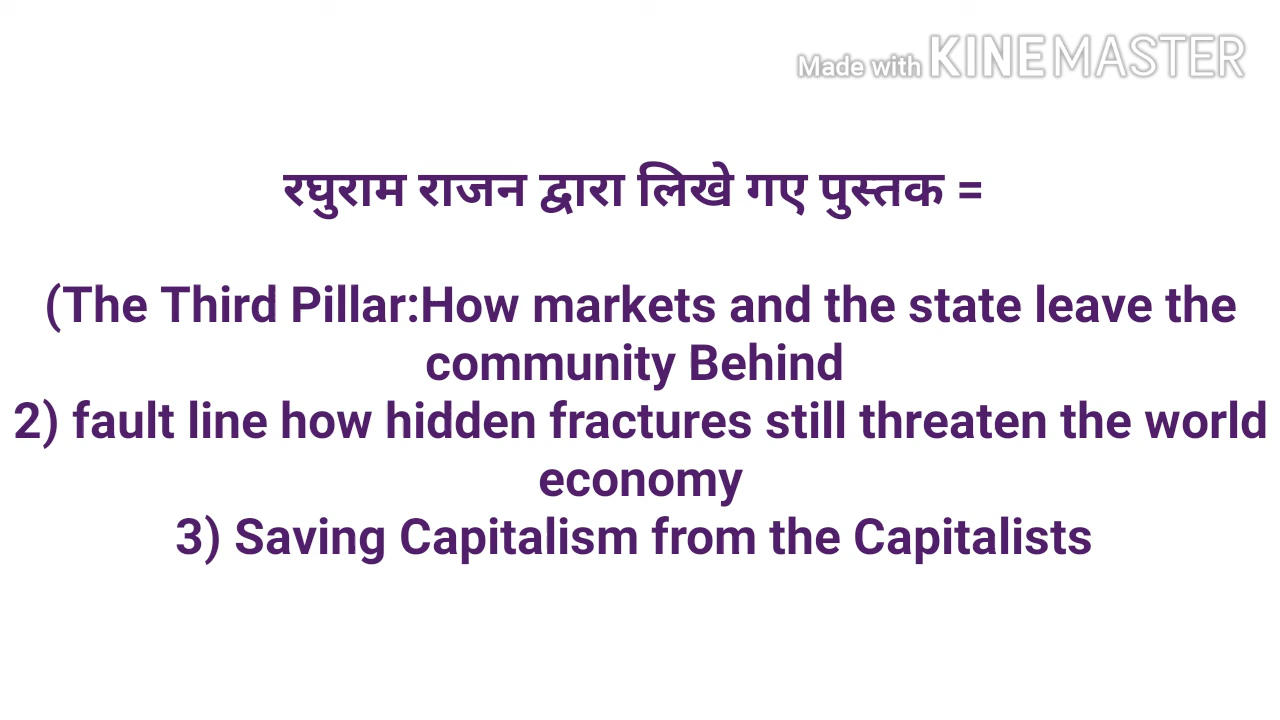 Made with KINEMASTER
रघुराम राजन द्वारा लिखे गए पुस्तक =
(The Third Pillar:How markets and the state leave the
community Behind
2) fault line how hidden fractures still threaten the world
economy
3) Saving Capitalism from the Capitalists